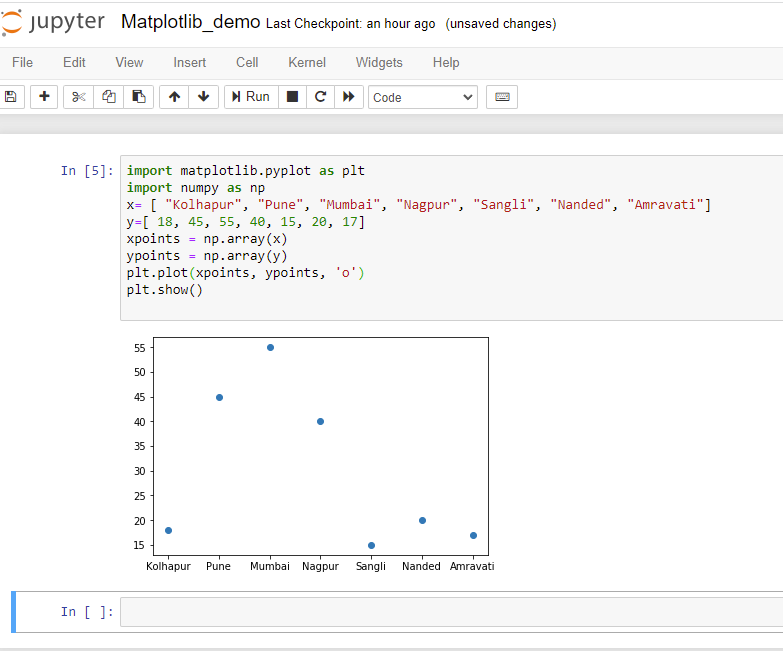 jupyter Matplotlib_demo Last Checkpoint: an hour ago (unsaved changes)
File Edit View Insert Cell Kernel Widgets Help
Run Code
In [5]: import matplotlib.pyplot as plt
import numpy as np
x= [ "Kolhapur", "Pune", "Mumbai", "Nagpur", "Sangli", "Nanded", "Amravati"]
y=[ 18, 45, 55, 40, 15, 20, 17]
xpoints = np.array(x)
ypoints = np.array(y)
plt.plot(xpoints, ypoints, 'o')
plt.show()
55
50
45
40
35
30
25
20
15
Kolhapur Pune Mumbai Nagpur Sangli Nanded Amravati
In [ ]: